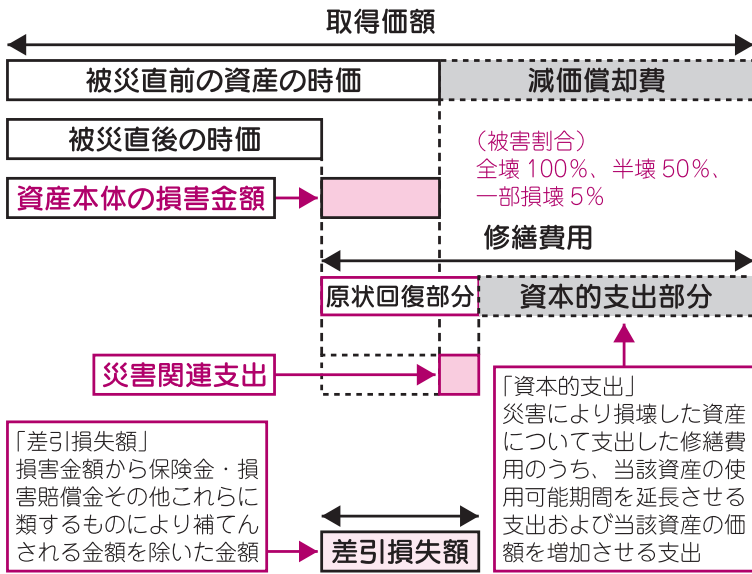 取得価額
被災直前の資産の時価
減価償却費
被災直後の時価
（被害割合）
全壊100％、半壊50％、
一部損壊5％
資産本体の損害金額
修繕費用
原状回復部分
資本的支出部分
災害関連支出
「資本的支出」
災害により損壊した資産
について支出した修繕費
用のうち、当該資産の使
用可能期間を延長させる
支出および当該資産の価
額を増加させる支出
「差引損失額」
損害金額から保険金・損
害賠償金その他これらに
類するものにより補てん
される金額を除いた金額
差引損失額